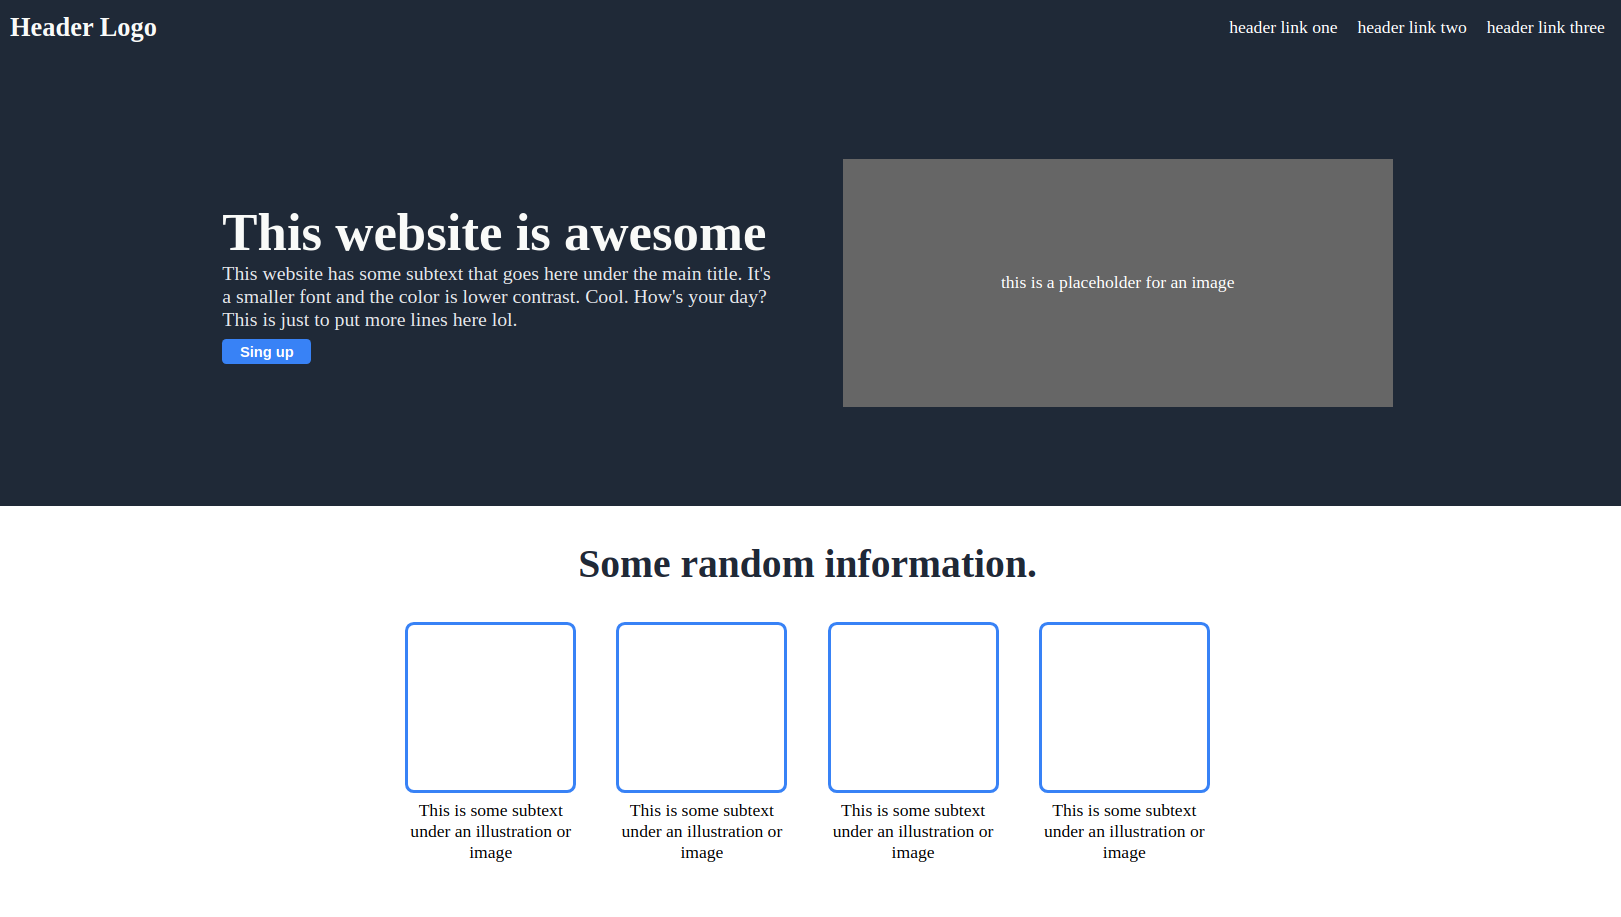 Header Logo
header link one
header link two
header link three
This website is awesome
This website has some subtext that goes here under the main title. It's
a smaller font and the color is lower contrast. Cool. How's your day?
This is just to put more lines here lol.
Sing up
this is a placeholder for an image
Some random information.
This is some subtext
under an illustration or
image
This is some subtext
under an illustration or
image
This is some subtext
under an illustration or
image
This is some subtext
under an illustration or
image